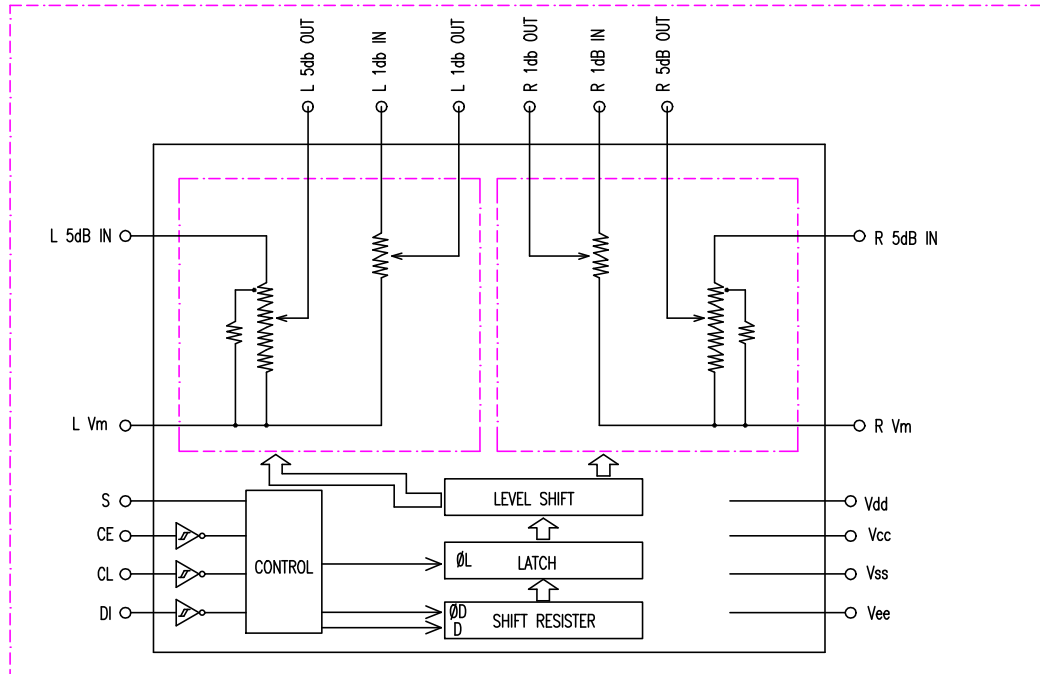 L 5db OUT
L 1db IN
L 1db OUT
R 1db OUT
R 1dB IN
R 5dB OUT
L 5dB IN
R 5dB IN
L Vm
R Vm
S
LEVEL SHIFT
Vdd
CE
Vcc
CONTROL
ØL LATCH
CL
Vss
DI
ØD
D
SHIFT RESISTER
Vee